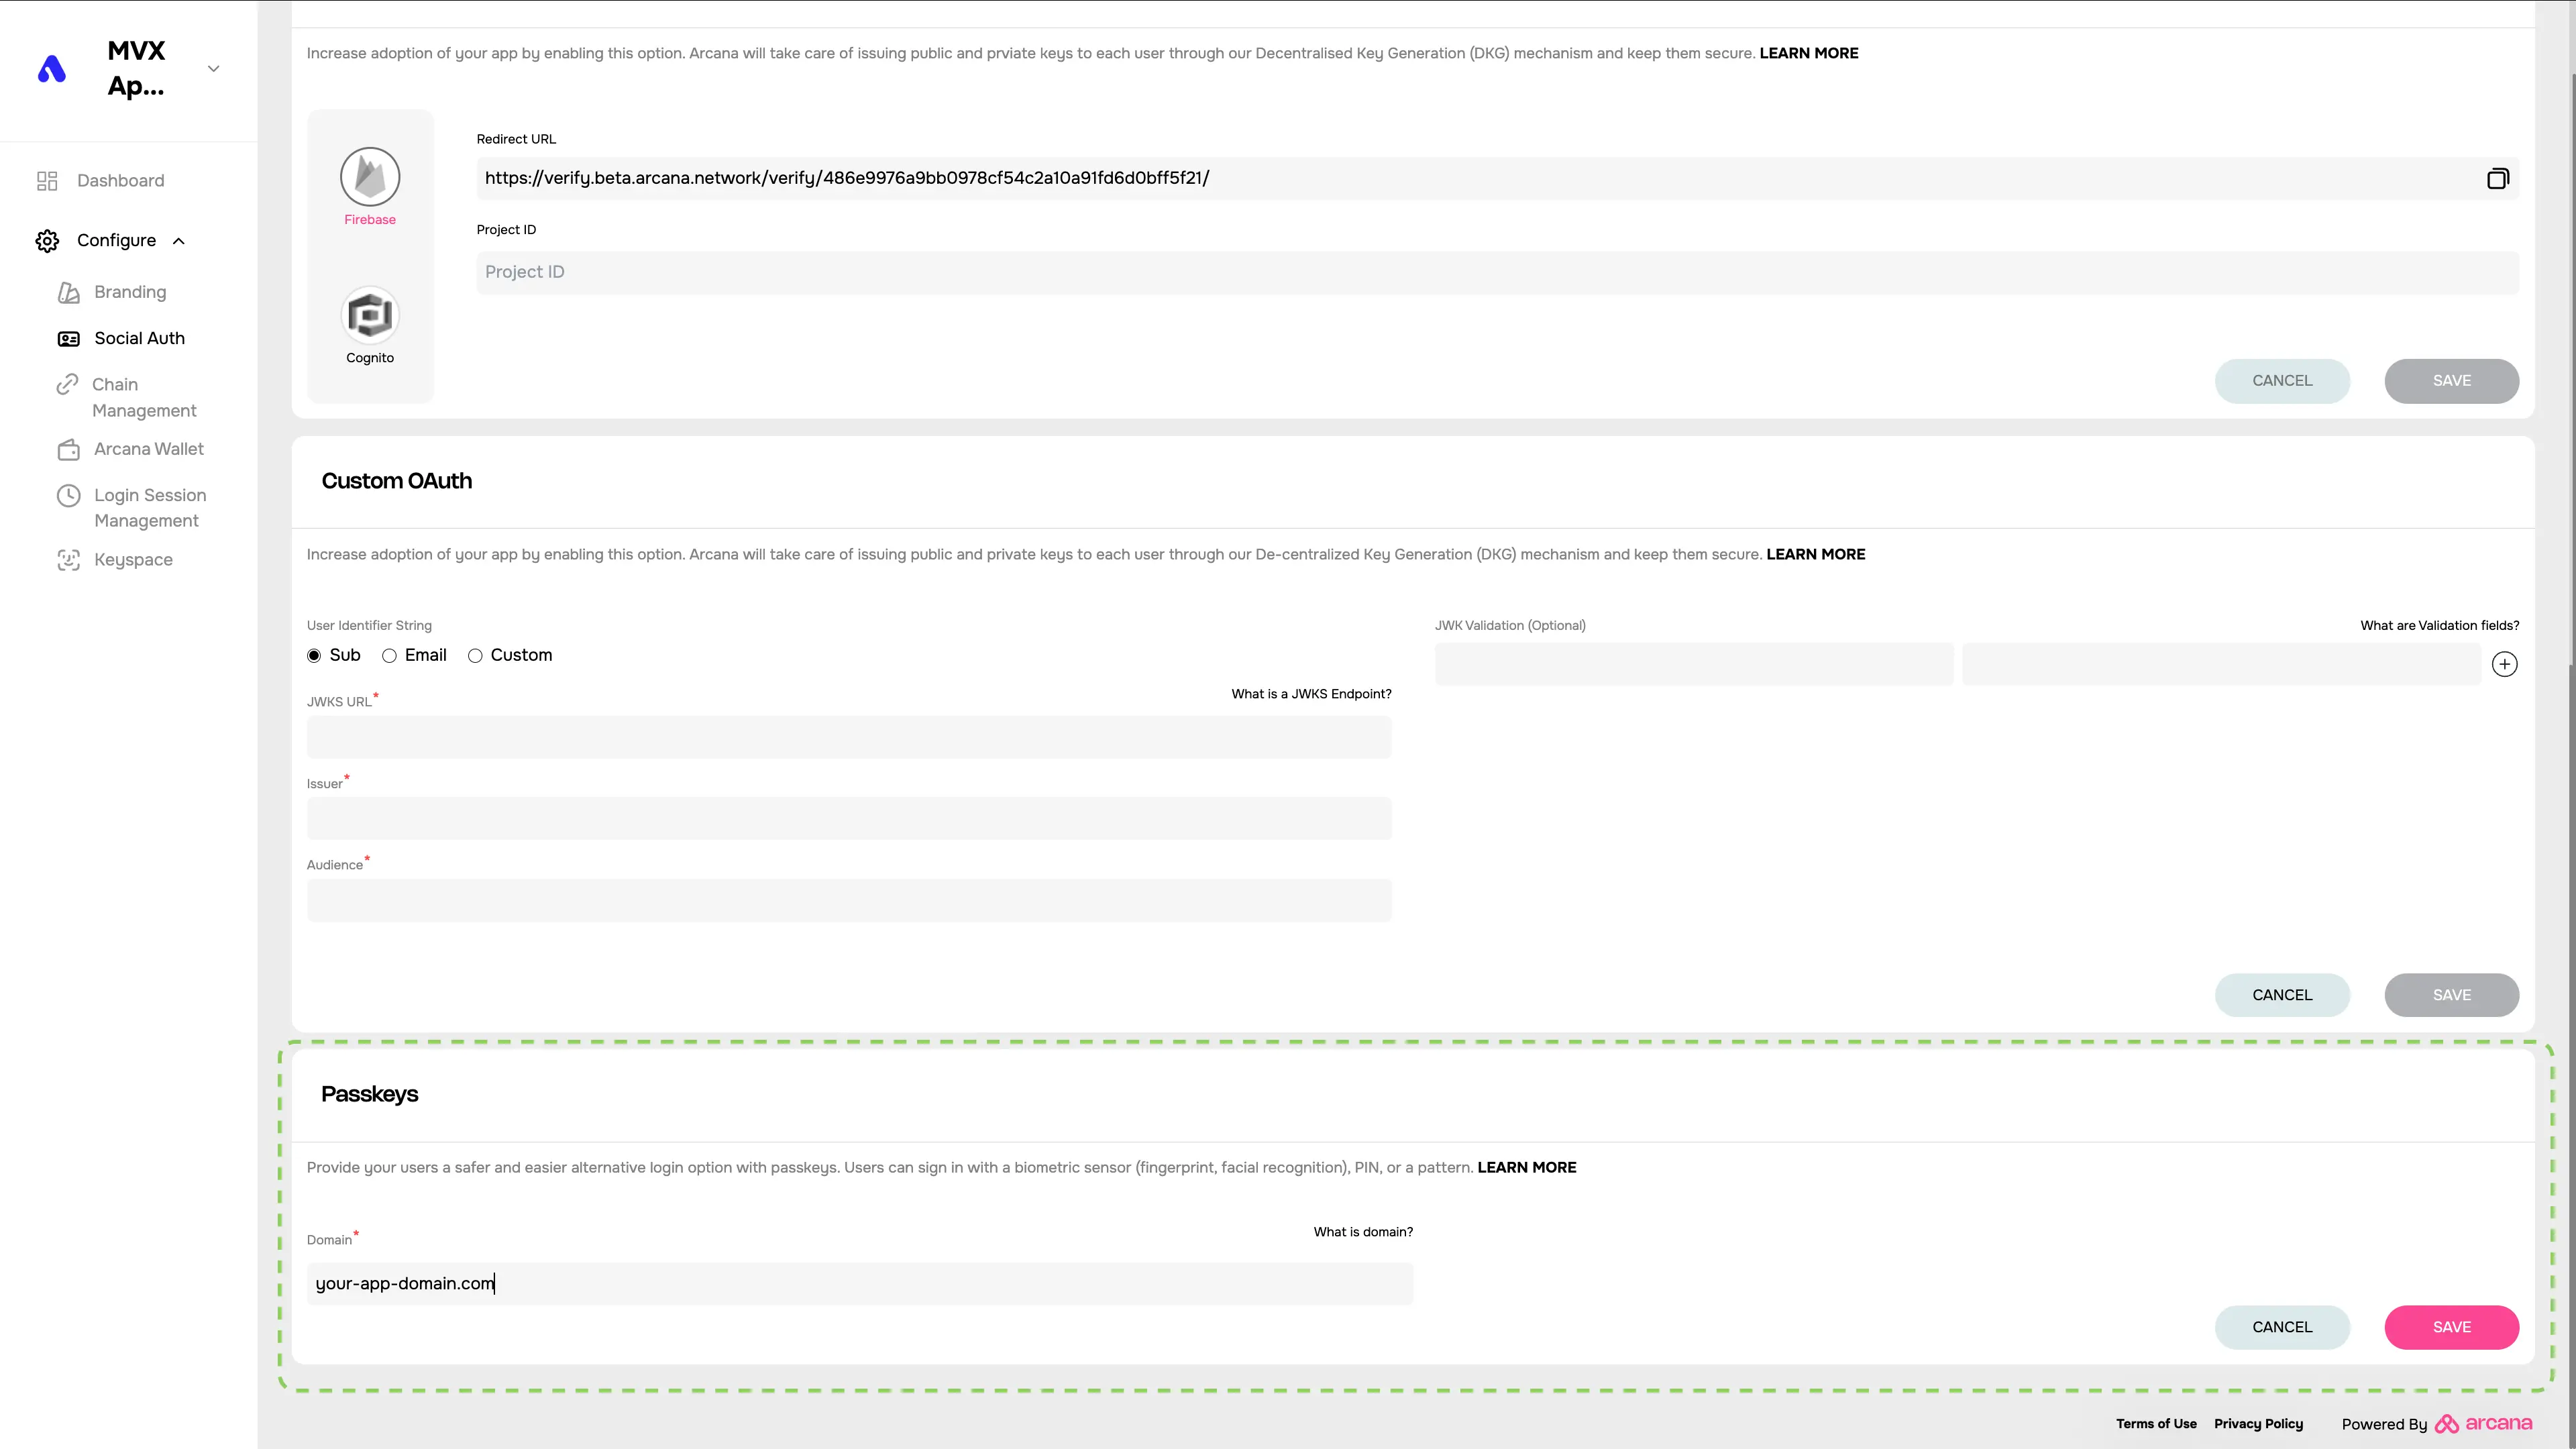 MVX
Ap...
Dashboard
Configure
Branding
Social Auth
Chain
Management
Arcana Wallet
Login Session
Management
Keyspace
Increase adoption of your app by enabling this option. Arcana will take care of issuing public and prviate keys to each user through our Decentralised Key Generation (DKG) mechanism and keep them secure. LEARN MORE
Firebase
Cognito
Redirect URL
https://verify.beta.arcana.network/verify/486e9976a9bb0978cf54c2a10a91fd6d0bff5f21/
Project ID
Project ID
CANCEL
SAVE
Custom OAuth
Increase adoption of your app by enabling this option. Arcana will take care of issuing public and private keys to each user through our De-centralized Key Generation (DKG) mechanism and keep them secure. LEARN MORE
User Identifier String
Sub
Email
Custom
JWKS URL*
What is a JWKS Endpoint?
Issuer*
Audience*
JWK Validation (Optional)
What are Validation fields?
CANCEL
SAVE
Passkeys
Provide your users a safer and easier alternative login option with passkeys. Users can sign in with a biometric sensor (fingerprint, facial recognition), PIN, or a pattern. LEARN MORE
Domain*
What is domain?
your-app-domain.com
CANCEL
SAVE
Terms of Use
Privacy Policy
Powered By arcana